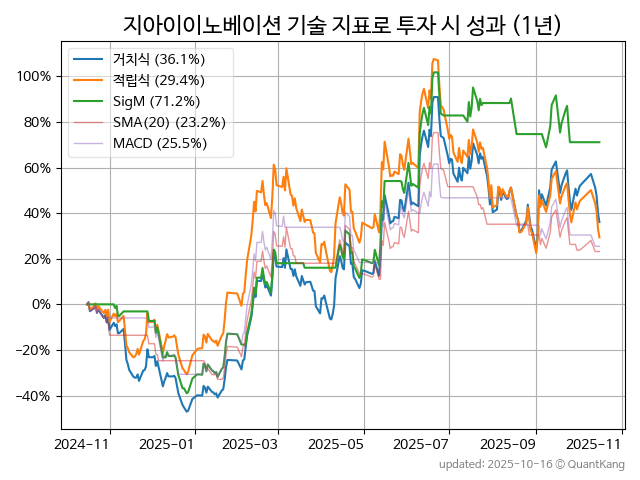 지아이이노베이션 기술 지표로 투자 시 성과 (1년)
거치식 (36.1%)
적립식 (29.4%)
SigM (71.2%)
SMA(20) (23.2%)
MACD (25.5%)
100%
80%
60%
40%
20%
0%
−20%
−40%
2024−11
2025−01
2025−03
2025−05
2025−07
2025−09
2025−11
updated: 2025-10-16 © QuantKang